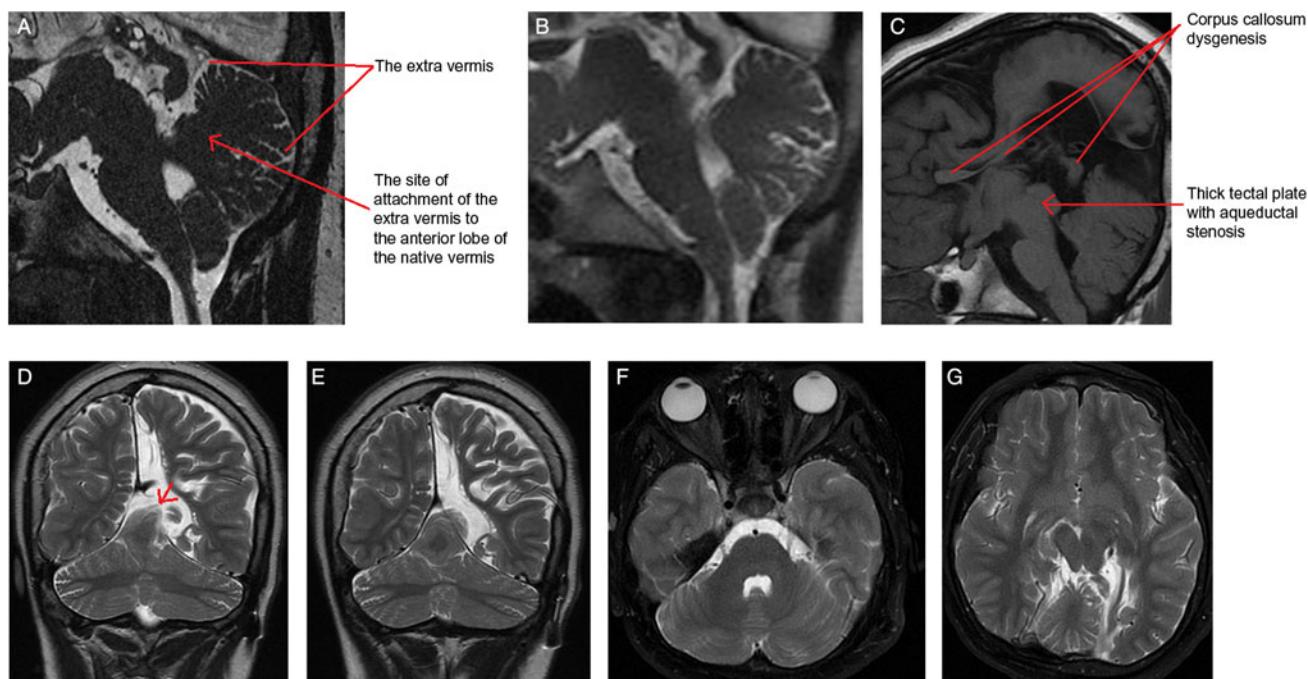 A
B
C
The extra vermis
The site of
attachment of the
extra vermis to
the anterior lobe of
the native vermis
Corpus callosum
dysgenesis
Thick tectal plate
with aqueductal
stenosis
D
E
F
G